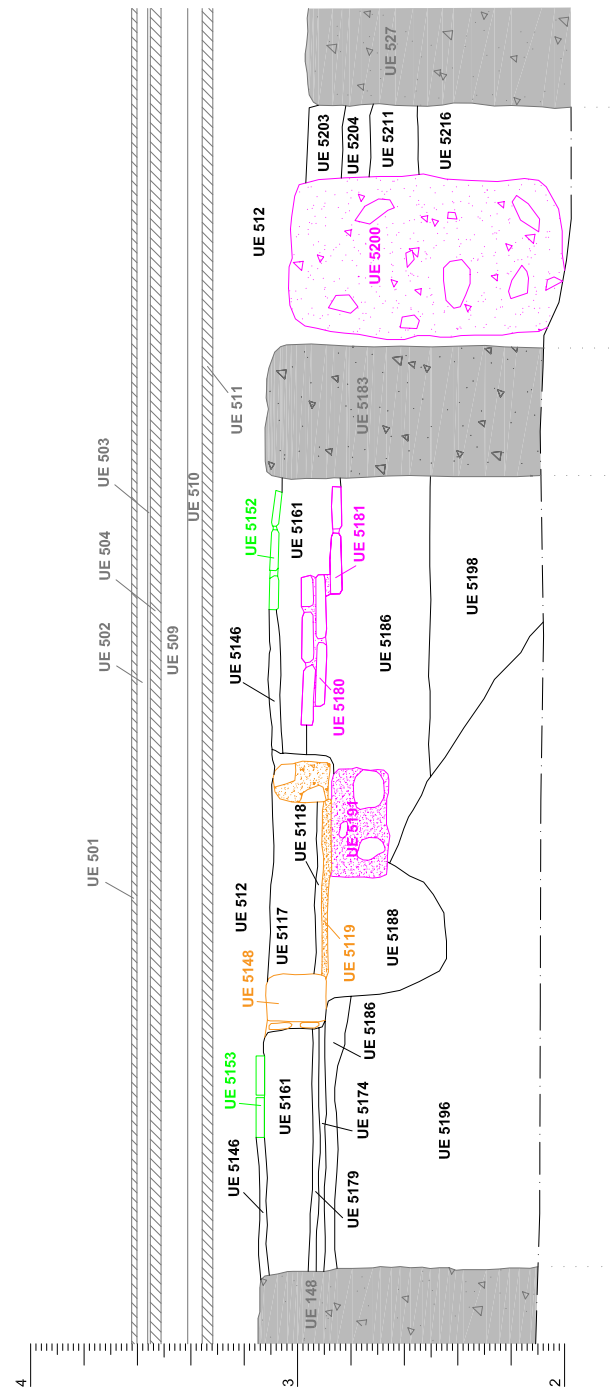 UE 501
UE 502
UE 503
UE 504
UE 509
UE 510
UE 511
UE 512
UE 512
UE 5146
UE 5153
UE 5161
UE 5148
UE 5117
UE 5118
UE 5119
UE 5146
UE 5152
UE 5161
UE 5180
UE 5181
UE 5179
UE 5174
UE 5186
UE 5188
UE 5191
UE 5186
UE 5196
UE 5198
UE 148
UE 5183
UE 5200
UE 5203
UE 5204
UE 5211
UE 5216
UE 527
4
3
2